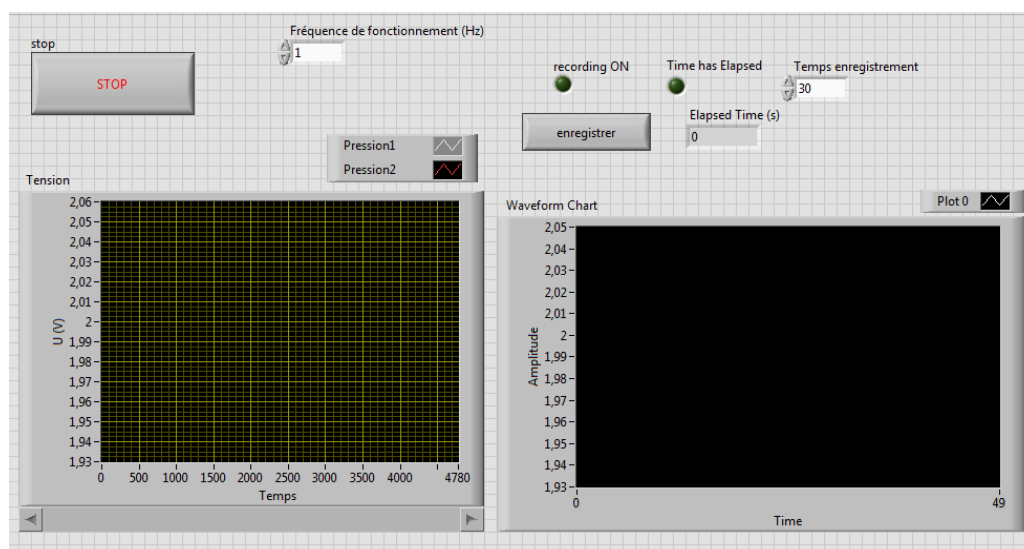 Fréquence de fonctionnement (Hz)
1
stop
STOP
recording ON
Time has Elapsed
Temps enregistrement
30
enregistrer
Elapsed Time (s)
0
Pression1
Pression2
Tension
2,06
2,05
2,04
2,03
2,02
2,01
2
1,99
1,98
1,97
1,96
1,95
1,94
1,93
U (V)
0 500 1000 1500 2000 2500 3000 3500 4000 4780
Temps
Waveform Chart
Plot 0
2,05
2,04
2,03
2,02
2,01
2
1,99
1,98
1,97
1,96
1,95
1,94
1,93
Amplitude
0 49
Time